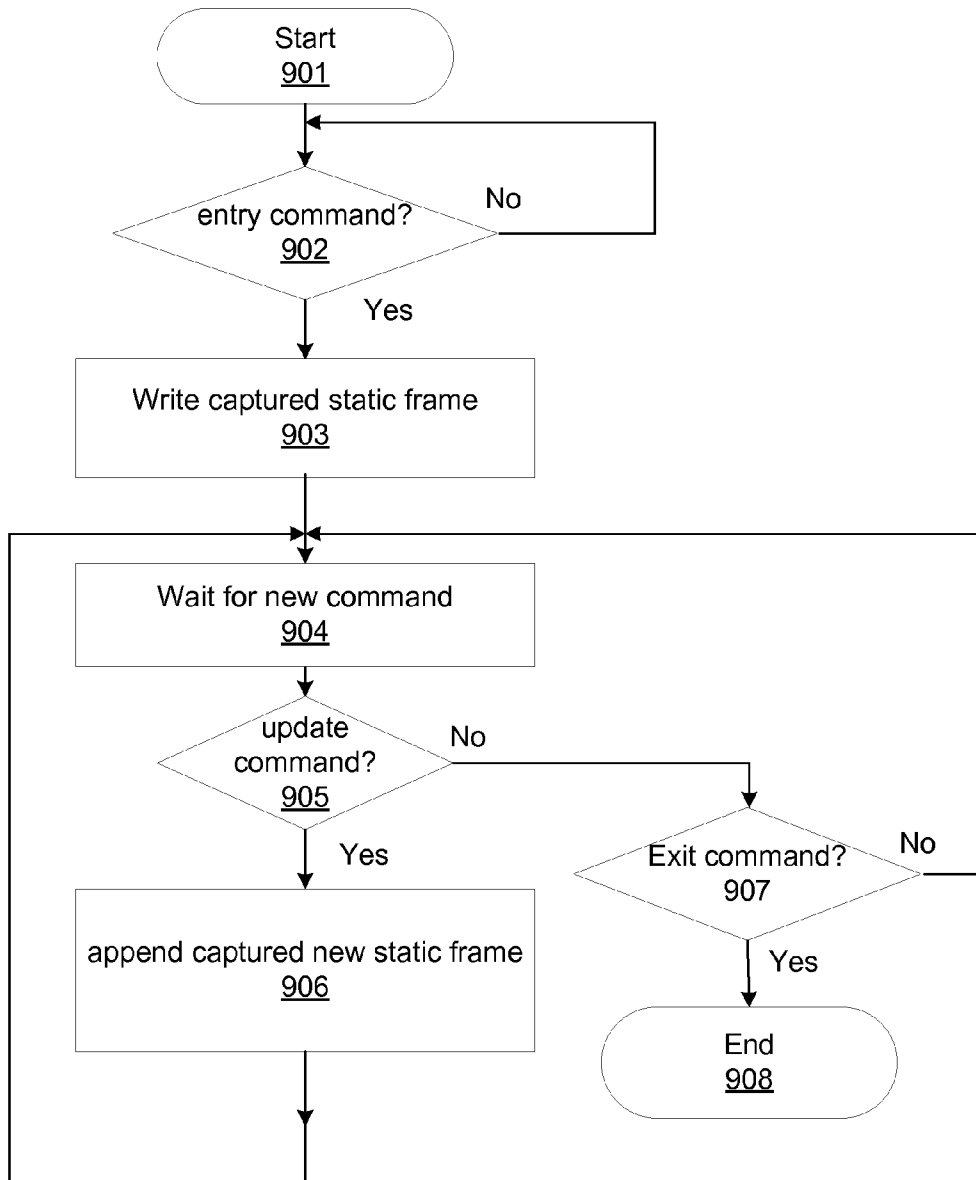 Start
901
entry command?
902
No
Yes
Write captured static frame
903
Wait for new command
904
update
command?
905
No
Yes
Exit command?
907
No
append captured new static frame
906
Yes
End
908